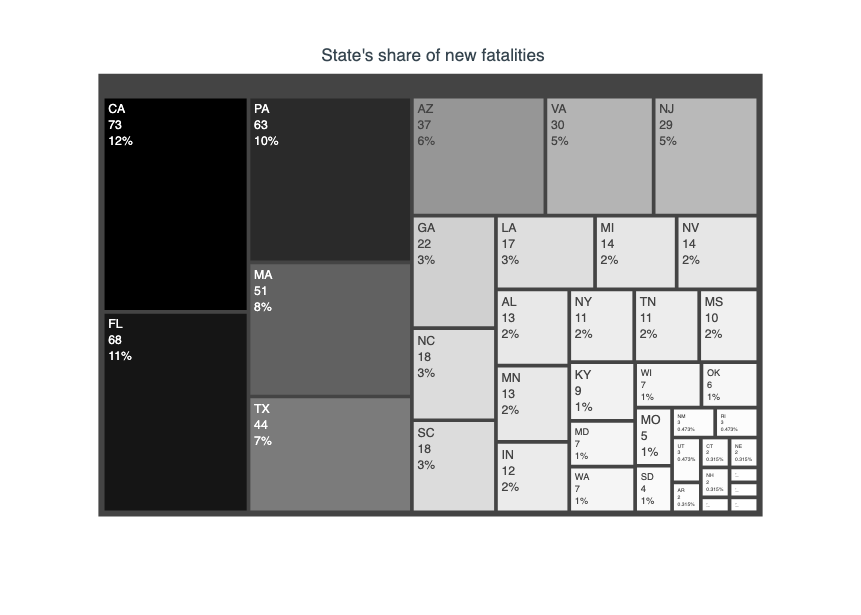 State's share of new fatalities
CA
73
12%
FL
68
11%
PA
63
10%
MA
51
8%
TX
44
7%
AZ
37
6%
VA
30
5%
NJ
29
5%
GA
22
3%
NC
18
3%
SC
18
3%
LA
17
3%
MI
14
2%
NV
14
2%
AL
13
2%
MN
13
2%
IN
12
2%
NY
11
2%
TN
11
2%
MS
10
2%
KY
9
1%
MD
7
1%
WA
7
1%
WI
7
1%
OK
6
1%
MO
5
1%
SD
4
1%
NM
3
0.473%
RI
3
0.473%
UT
3
0.473%
AR
2
0.315%
CT
2
0.315%
NE
2
0.315%
NH
2
0.315%